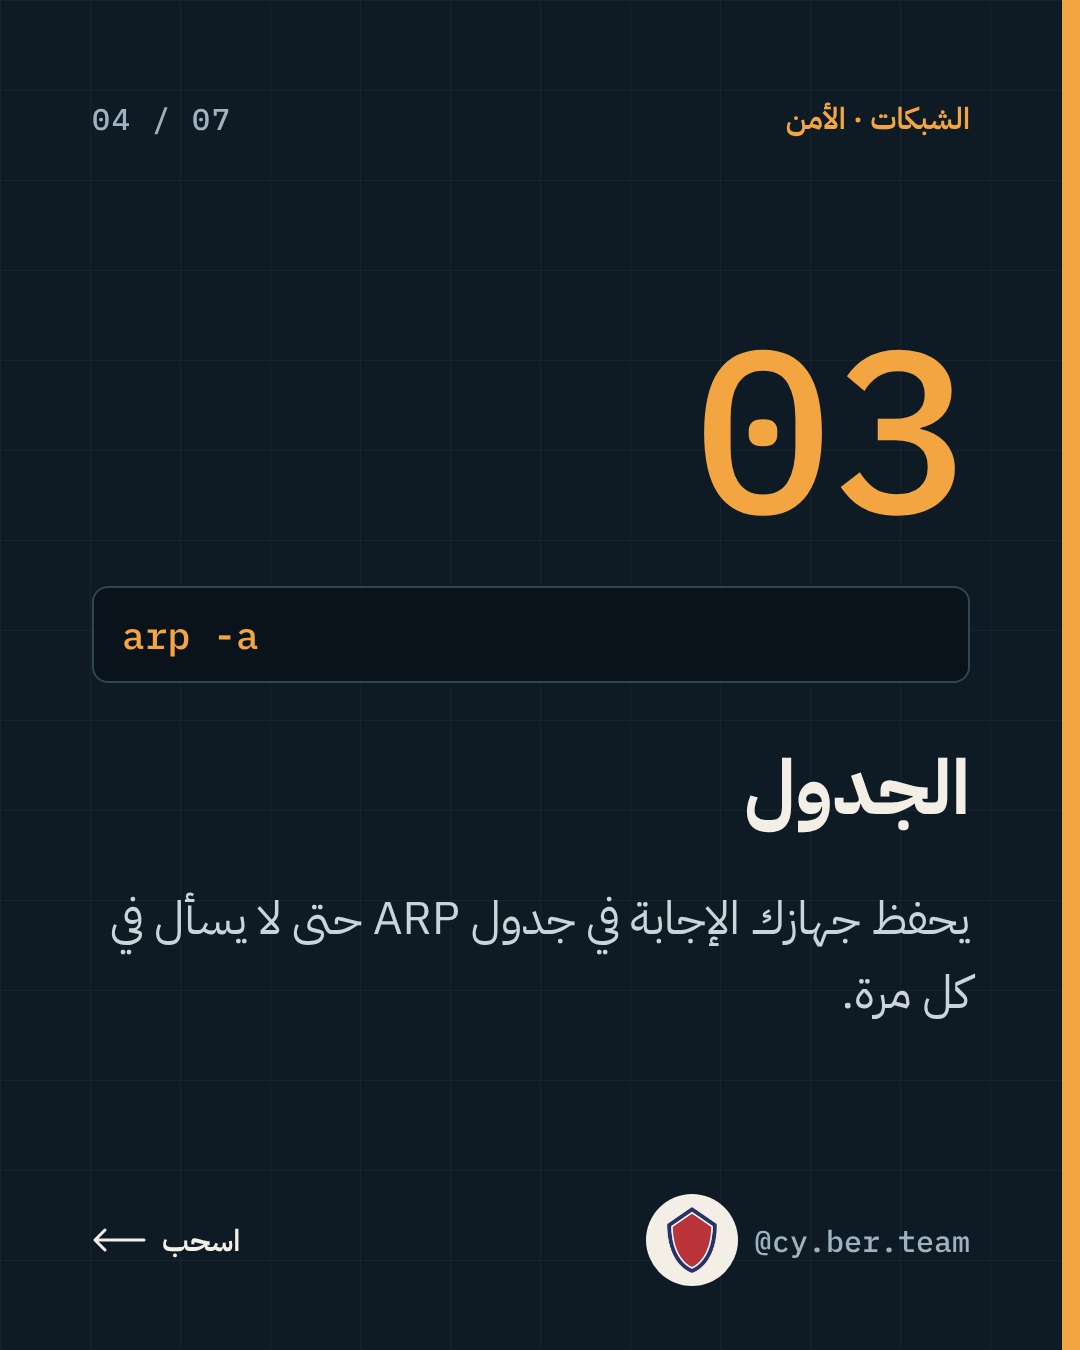 الشبكات · الأمن
04 / 07
03
arp -a
الجدول
يحفظ جهازك الإجابة في جدول ARP حتى لا يسأل في
كل مرة.
@cy.ber.team
اسحب ←